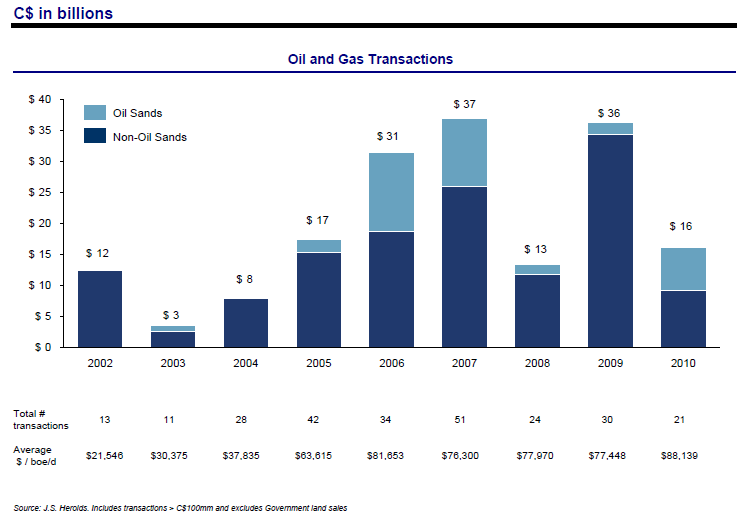 C$ in billions
Oil and Gas Transactions
$ 40
$ 35
$ 30
$ 25
$ 20
$ 15
$ 10
$ 5
$ 0
Oil Sands
Non-Oil Sands
$ 12
$ 3
$ 8
$ 17
$ 31
$ 37
$ 13
$ 36
$ 16
2002 2003 2004 2005 2006 2007 2008 2009 2010
Total #
transactions 13 11 28 42 34 51 24 30 21
Average
$ / boe/d $21,546 $30,375 $37,835 $63,615 $81,653 $76,300 $77,970 $77,448 $88,139
Source: J.S. Herolds. Includes transactions > C$100mm and excludes Government land sales